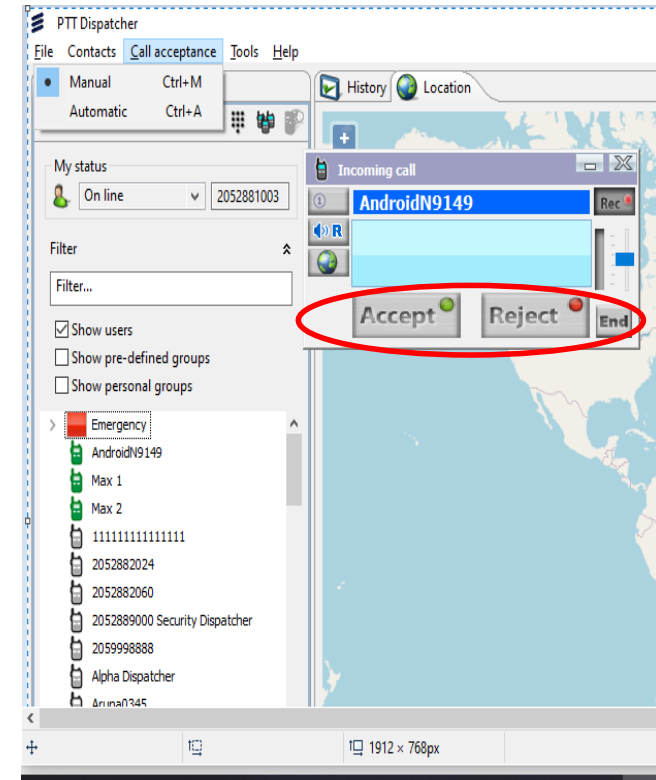 PTT Dispatcher
File Contacts Call acceptance Tools Help
Manual Ctrl+M
Automatic Ctrl+A
History Location
My status
On line 2052881003
Filter
Filter...
Show users
Show pre-defined groups
Show personal groups
Emergency
AndroidN9149
Max 1
Max 2
111111111111111
2052882024
2052882060
2052889000 Security Dispatcher
2059998888
Alpha Dispatcher
Aruna0345
Incoming call
1 AndroidN9149 Rec
R
Accept Reject End
1912 × 768px